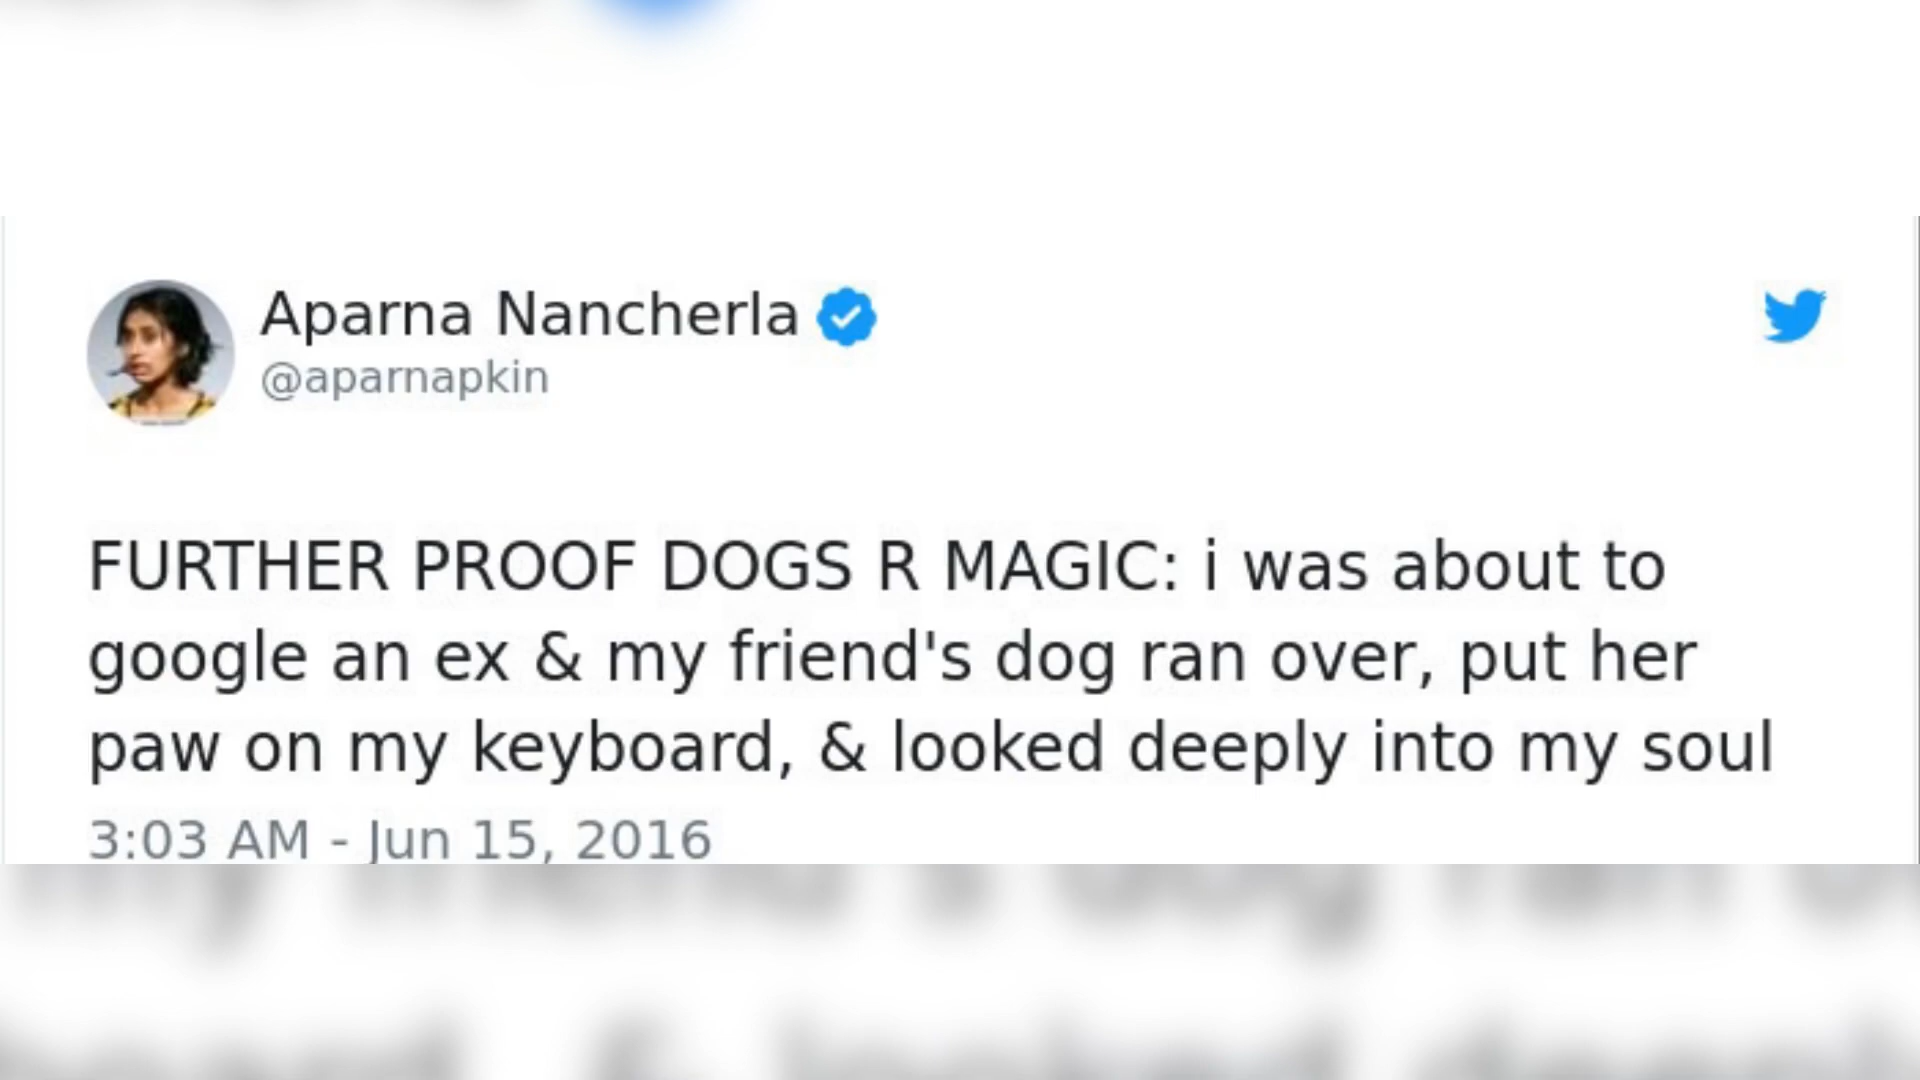 Aparna Nancherla
@aparnapkin
FURTHER PROOF DOGS R MAGIC: i was about to
google an ex & my friend's dog ran over, put her
paw on my keyboard, & looked deeply into my soul
3:03 AM - Jun 15, 2016